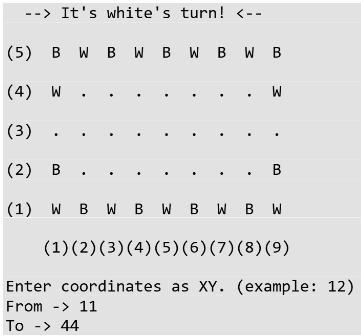 --> It's white's turn! <--
(5) B W B W B W B W B
(4) W . . . . . . . W
(3) . . . . . . . . .
(2) B . . . . . . . B
(1) W B W B W B W B W
(1)(2)(3)(4)(5)(6)(7)(8)(9)
Enter coordinates as XY. (example: 12)
From -> 11
To -> 44